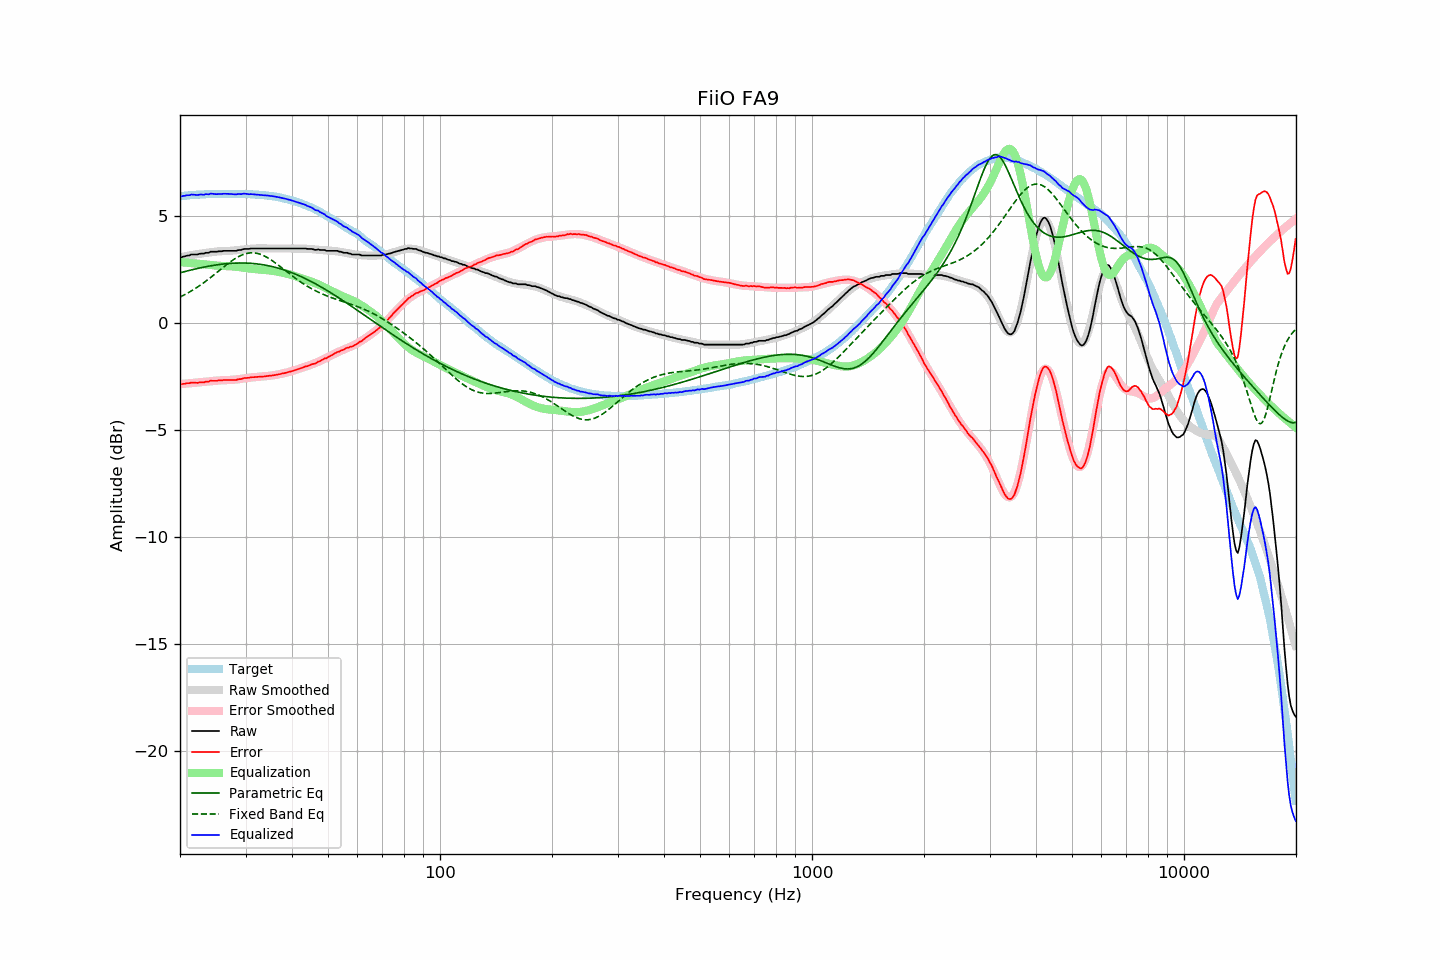 FiiO FA9
Amplitude (dBr)
5
0
−5
−10
−15
−20
Target
Raw Smoothed
Error Smoothed
Raw
Error
Equalization
Parametric Eq
Fixed Band Eq
Equalized
100
1000
10000
Frequency (Hz)